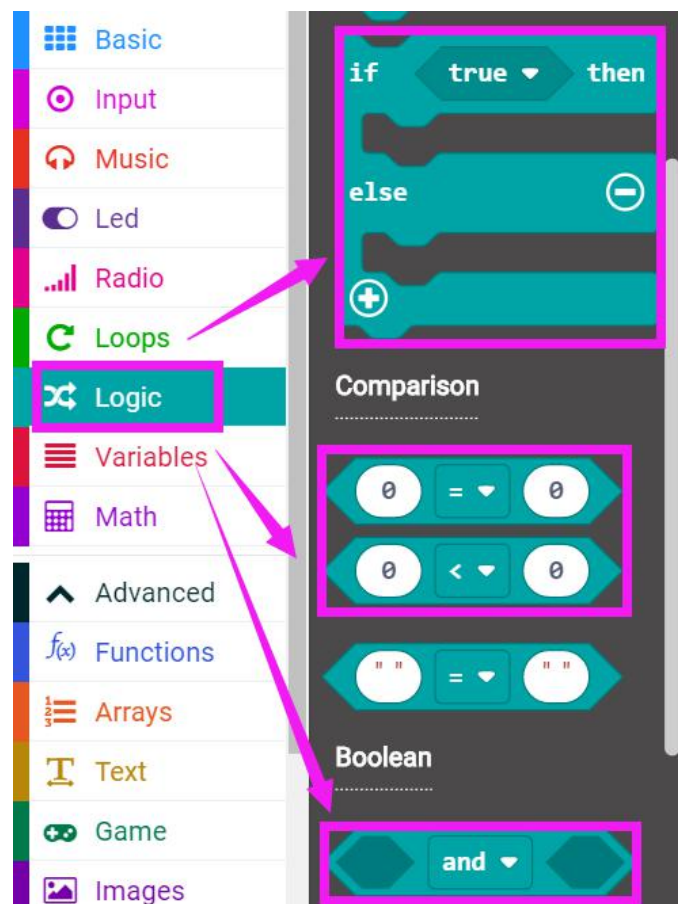 Basic
Input
Music
Led
Radio
Loops
Logic
Variables
Math
Advanced
f(x) Functions
Arrays
Text
Game
Images
if true then
else
Comparison
0 = 0
0 < 0
" " = " "
Boolean
and